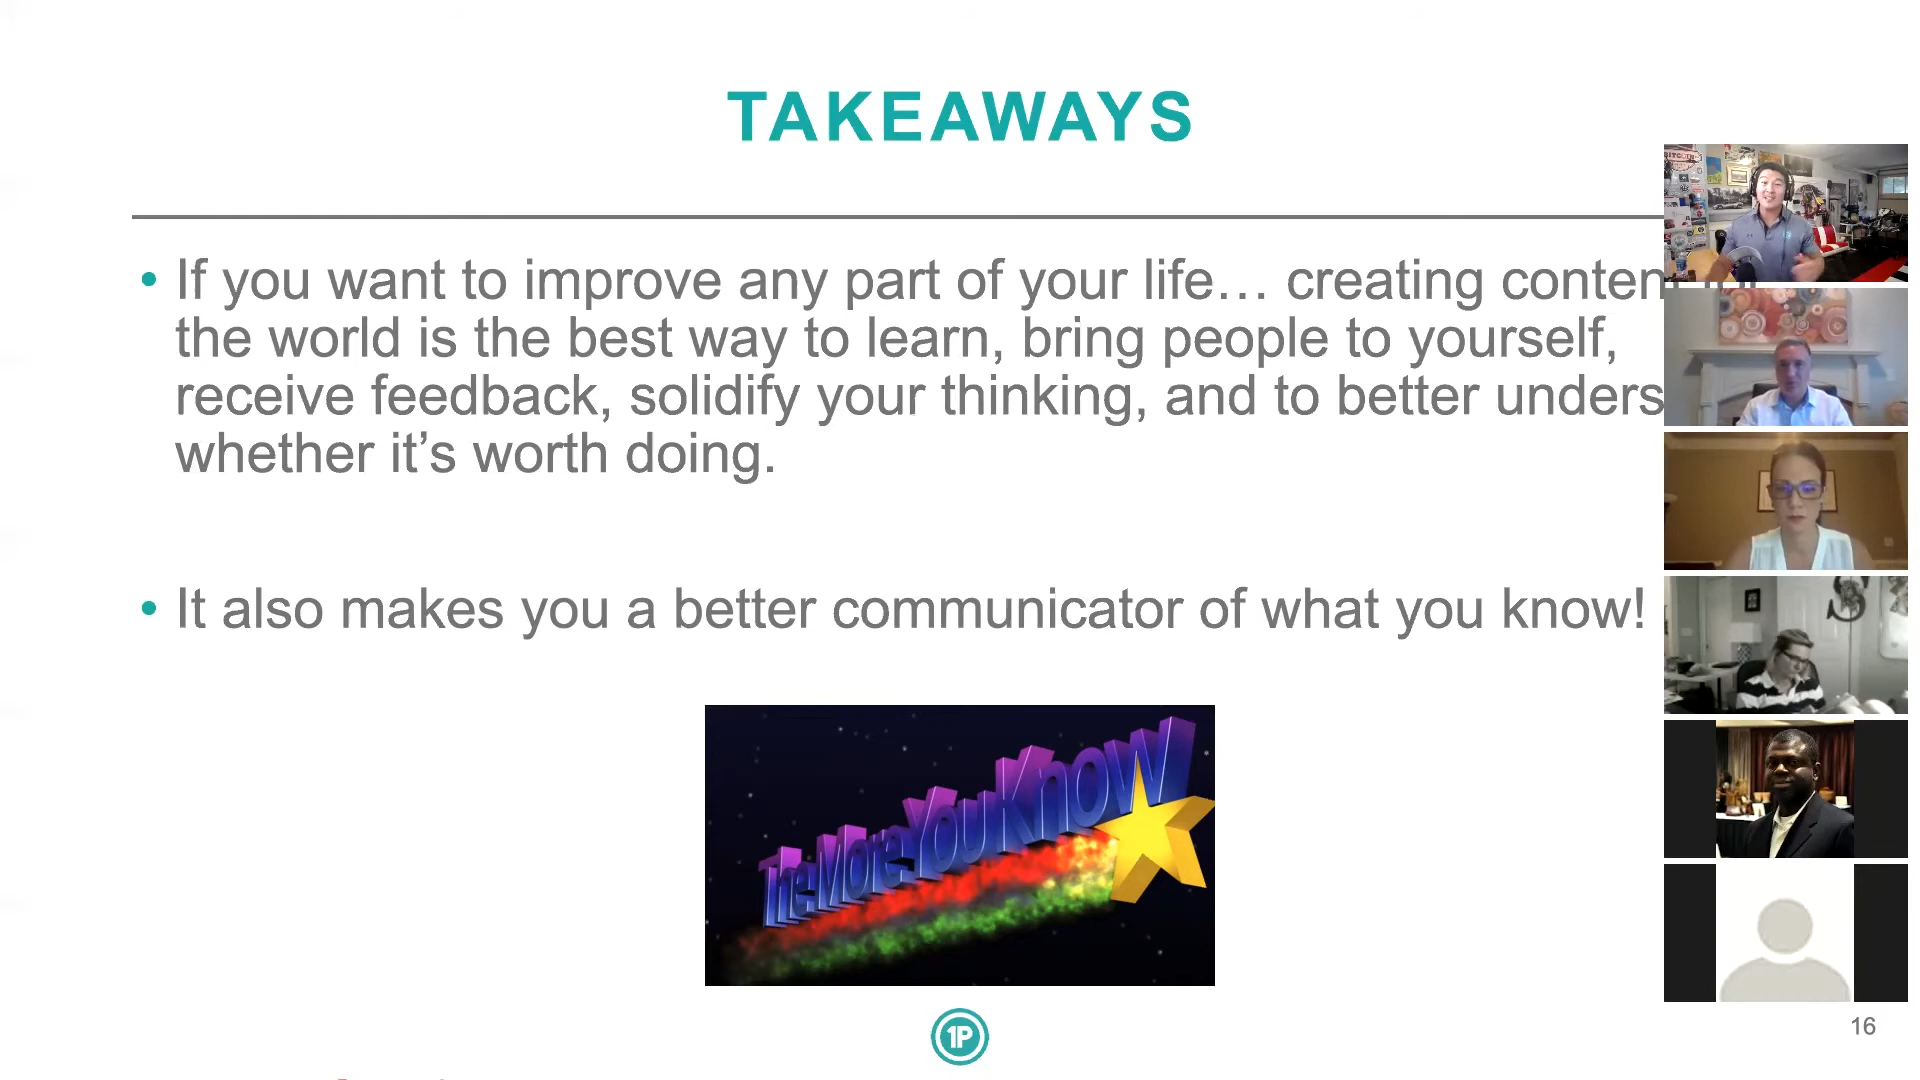 TAKEAWAYS
• If you want to improve any part of your life… creating conten
the world is the best way to learn, bring people to yourself,
receive feedback, solidify your thinking, and to better unders
whether it’s worth doing.
• It also makes you a better communicator of what you know!
The More You Know
1P
16